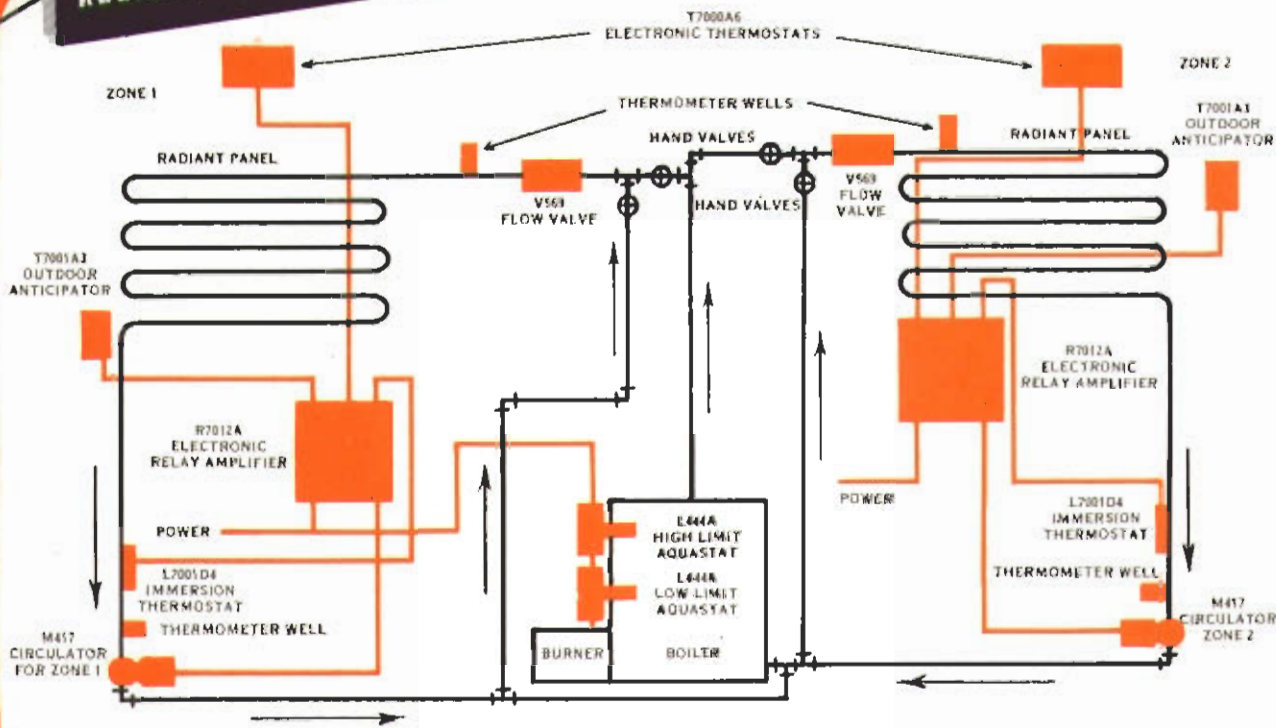 T7000A6
ELECTRONIC THERMOSTATS
ZONE 1
ZONE 2
THERMOMETER WELLS
T7001A3
OUTDOOR
ANTICIPATOR
HAND VALVES
RADIANT PANEL
RADIANT PANEL
V569
FLOW VALVE
HAND VALVES
V569
FLOW
VALVE
T7001A3
OUTDOOR
ANTICIPATOR
R7012A
ELECTRONIC
RELAY AMPLIFIER
R7012A
ELECTRONIC
RELAY AMPLIFIER
POWER
POWER
L444A
HIGH LIMIT
AQUASTAT
L444A
LOW LIMIT
AQUASTAT
L7001D4
IMMERSION
THERMOSTAT
L7001D4
IMMERSION
THERMOSTAT
THERMOMETER WELL
THERMOMETER WELL
M457
CIRCULATOR
FOR ZONE 1
BURNER
BOILER
CIRCULATOR
ZONE 2